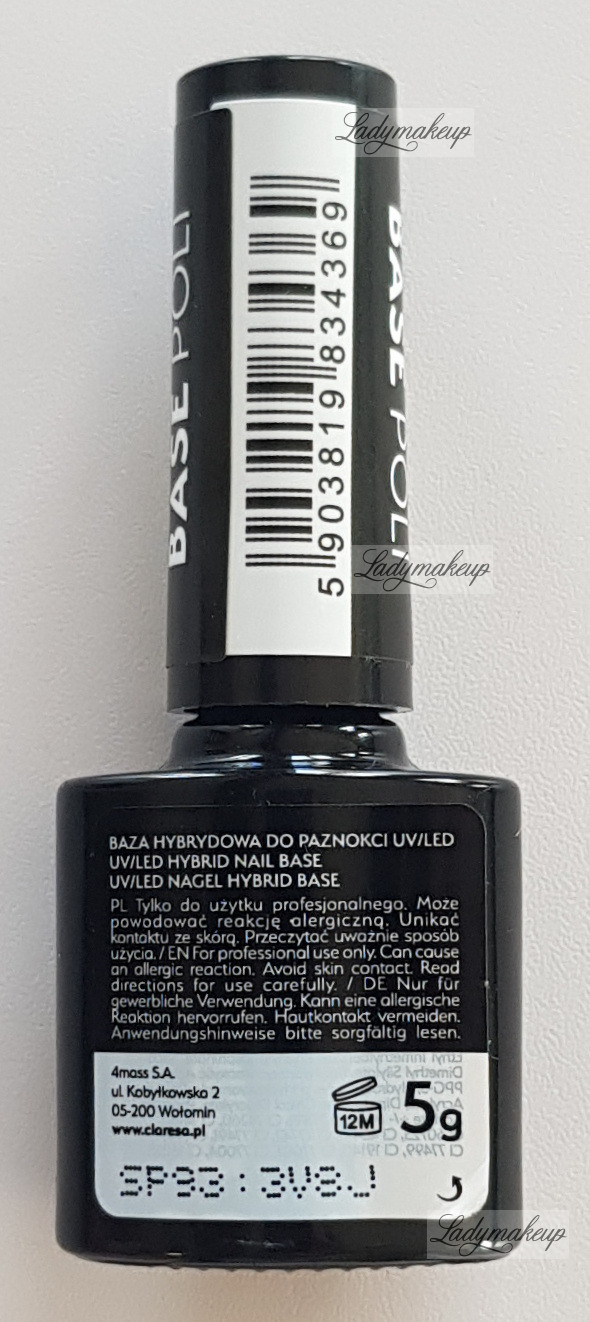 Ladymakeup
BASE POLI
5 903819 834369
BASE POLI
Ladymakeup
BAZA HYBRYDOWA DO PAZNOKCI UV/LED
UV/LED HYBRID NAIL BASE
UV/LED NAGEL HYBRID BASE
PL Tylko do użytku profesjonalnego. Może
powodować reakcję alergiczną. Unikać
kontaktu ze skórą. Przeczytać uważnie sposób
użycia. / EN For professional use only. Can cause
an allergic reaction. Avoid skin contact. Read
directions for use carefully. / DE Nur für
gewerbliche Verwendung. Kann eine allergische
Reaktion hervorrufen. Hautkontakt vermeiden.
Anwendungshinweise bitte sorgfältig lesen.
4mass S.A.
ul. Kobyłkowska 2
05-200 Wołomin
www.claresa.pl
12M
5g
Ladymakeup